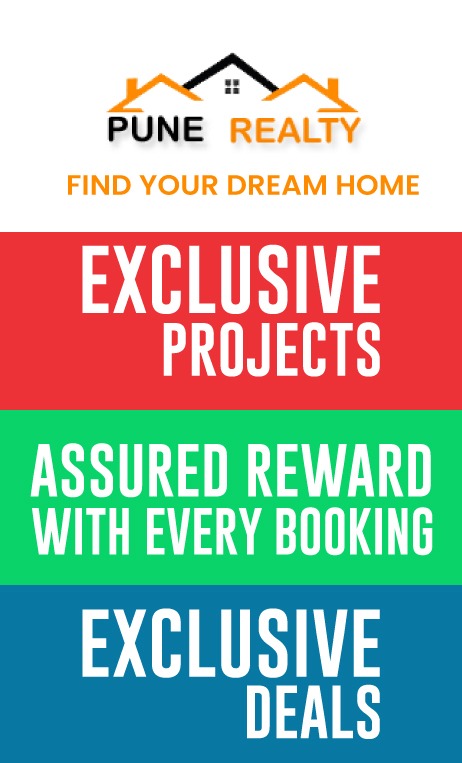 PUNE REALTY
FIND YOUR DREAM HOME
EXCLUSIVE
PROJECTS
ASSURED REWARD
WITH EVERY BOOKING
EXCLUSIVE
DEALS